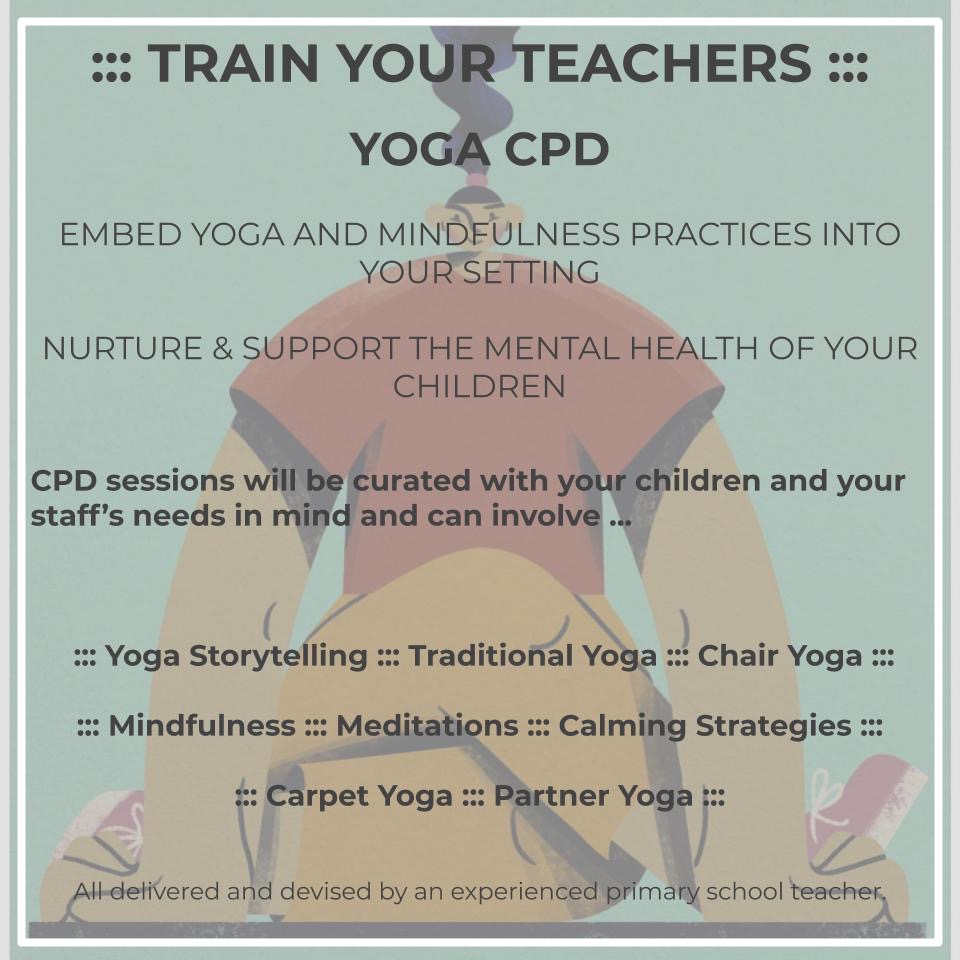 ::: TRAIN YOUR TEACHERS :::
YOGA CPD
EMBED YOGA AND MINDFULNESS PRACTICES INTO
YOUR SETTING
NURTURE & SUPPORT THE MENTAL HEALTH OF YOUR
CHILDREN
CPD sessions will be curated with your children and your
staff’s needs in mind and can involve ...
::: Yoga Storytelling ::: Traditional Yoga ::: Chair Yoga :::
::: Mindfulness ::: Meditations ::: Calming Strategies :::
::: Carpet Yoga ::: Partner Yoga :::
All delivered and devised by an experienced primary school teacher.